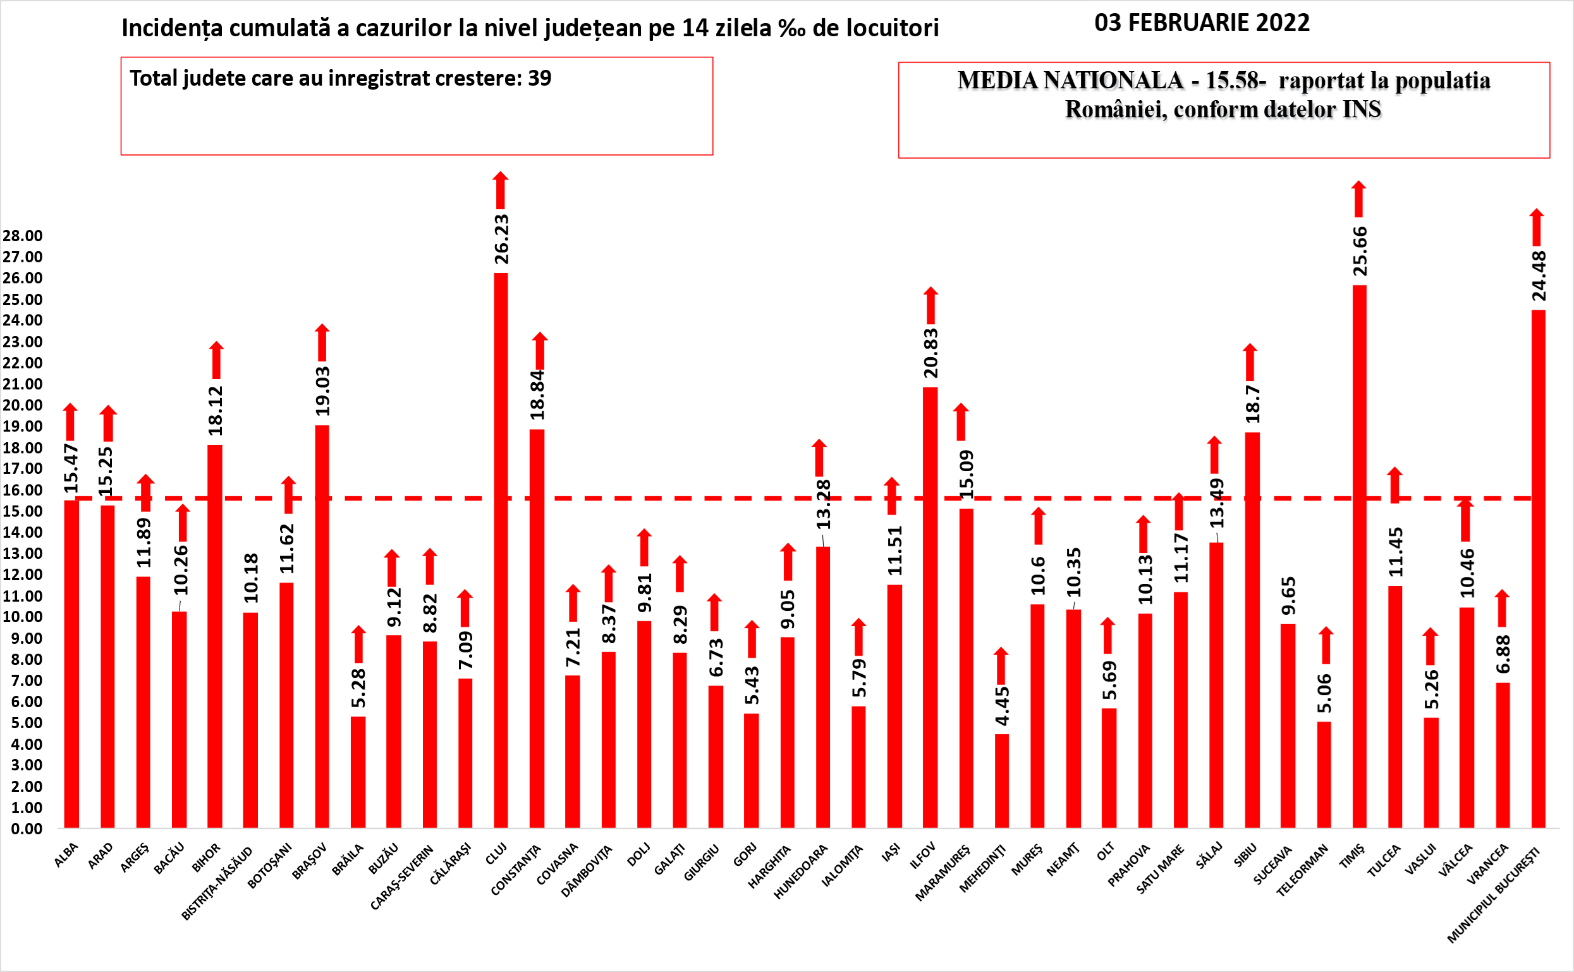 Incidența cumulată a cazurilor la nivel județean pe 14 zilela ‰ de locuitori
03 FEBRUARIE 2022
Total judete care au inregistrat crestere: 39
MEDIA NATIONALA - 15.58- raportat la populatia
României, conform datelor INS
28.00
27.00
26.00
25.00
24.00
23.00
22.00
21.00
20.00
19.00
18.00
17.00
16.00
15.00
14.00
13.00
12.00
11.00
10.00
9.00
8.00
7.00
6.00
5.00
4.00
3.00
2.00
1.00
0.00
15.47
15.25
11.89
10.26
18.12
10.18
11.62
19.03
5.28
9.12
8.82
7.09
26.23
18.84
7.21
8.37
9.81
8.29
6.73
5.43
9.05
13.28
5.79
11.51
20.83
15.09
4.45
10.6
10.35
5.69
10.13
11.17
13.49
18.7
9.65
5.06
25.66
11.45
5.26
10.46
6.88
24.48
ALBA
ARAD
ARGEȘ
BACĂU
BIHOR
BISTRIȚA-NĂSĂUD
BOTOȘANI
BRAȘOV
BRĂILA
BUZĂU
CARAȘ-SEVERIN
CĂLĂRAȘI
CLUJ
CONSTANȚA
COVASNA
DÂMBOVIȚA
DOLJ
GALAȚI
GIURGIU
GORJ
HARGHITA
HUNEDOARA
IALOMIȚA
IAȘI
ILFOV
MARAMUREȘ
MEHEDINȚI
MUREȘ
NEAMȚ
OLT
PRAHOVA
SATU MARE
SĂLAJ
SIBIU
SUCEAVA
TELEORMAN
TIMIȘ
TULCEA
VASLUI
VÂLCEA
VRANCEA
MUNICIPIUL BUCUREȘTI